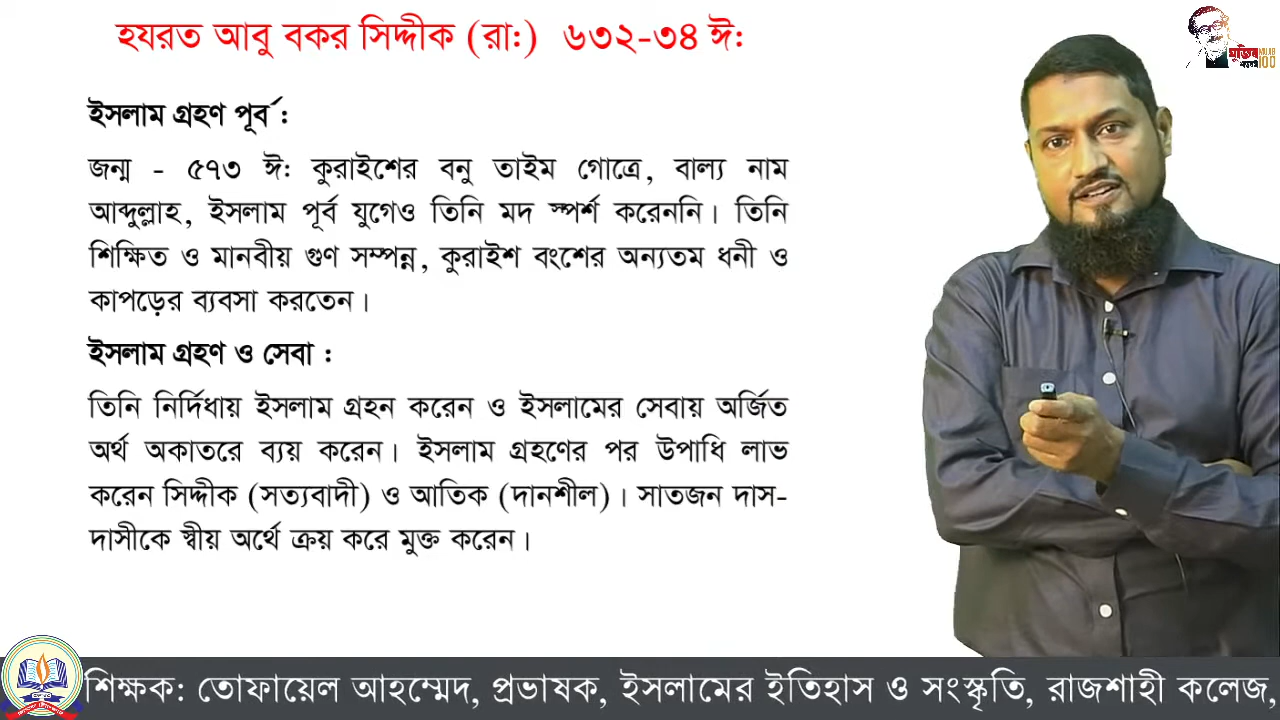 হযরত আবু বকর সিদ্দীক (রা:) ৬৩২-৩৪ ঈ:
মুজিব
100
ইসলাম গ্রহণ পূর্ব :
জন্ম - ৫৭৩ ঈ: কুরাইশের বনু তাইম গোত্রে, বাল্য নাম
আব্দুল্লাহ, ইসলাম পূর্ব যুগেও তিনি মদ স্পর্শ করেননি। তিনি
শিক্ষিত ও মানবীয় গুণ সম্পন্ন, কুরাইশ বংশের অন্যতম ধনী ও
কাপড়ের ব্যবসা করতেন।
ইসলাম গ্রহণ ও সেবা :
তিনি নির্দিধায় ইসলাম গ্রহন করেন ও ইসলামের সেবায় অর্জিত
অর্থ অকাতরে ব্যয় করেন। ইসলাম গ্রহণের পর উপাধি লাভ
করেন সিদ্দীক (সত্যবাদী) ও আতিক (দানশীল)। সাতজন দাস-
দাসীকে স্বীয় অর্থে ক্রয় করে মুক্ত করেন।
শিক্ষক: তোফায়েল আহম্মেদ, প্রভাষক, ইসলামের ইতিহাস ও সংস্কৃতি, রাজশাহী কলেজ,